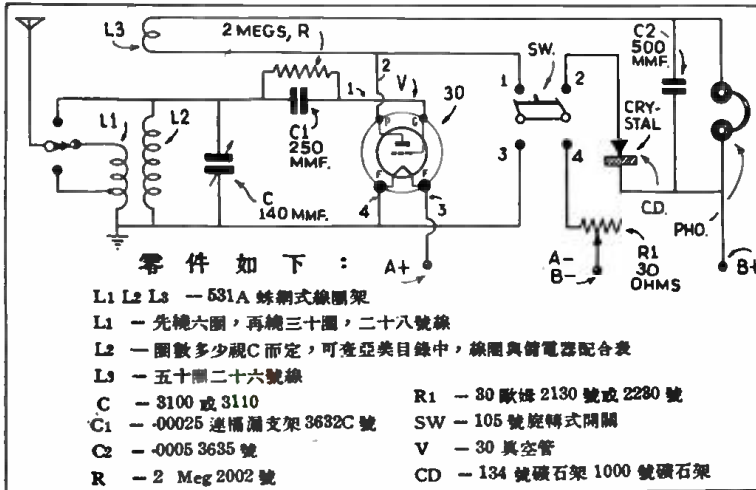 L3
2 MEGS, R
SW.
C2
500
MMF.
2
1
V
30
1
2
L1
L2
C1
250
MMF.
P
G
F
F
CRY-
STAL
3
4
C
140 MMF.
4
3
CD.
PHO.
A+
A-
B-
R1
30
OHMS
B+
零件如下：
L1 L2 L3 — 531A 蛛網式線圈架
L1 — 先繞六圈，再繞三十圈，二十八號線
L2 — 圈數多少視C而定，可查亞美目錄中，線圈與儲電器配合表
L3 — 五十圈二十六號線
C — 3100 或 3110
C1 — .00025 連柵漏支架 3632C 號
C2 — .0005 3635 號
R — 2 Meg 2002 號
R1 — 30 歐姆 2130 號或 2230 號
SW — 105 號旋轉式開關
V — 30 眞空管
CD — 134 號礦石架 1000 號礦石架